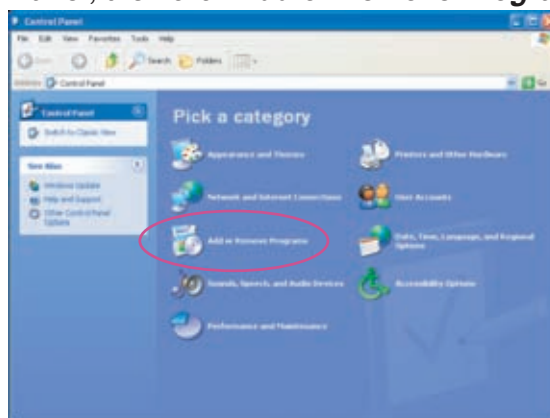 Control Panel
File Edit View Favorites Tools Help
Search Folders
Control Panel Go
Control Panel
Switch to Classic View
See Also
Windows Update
Help and Support
Other Control Panel
Options
Pick a category
Appearance and Themes
Printers and Other Hardware
Network and Internet Connections
User Accounts
Add or Remove Programs
Date, Time, Language, and Regional
Options
Sounds, Speech, and Audio Devices
Accessibility Options
Performance and Maintenance